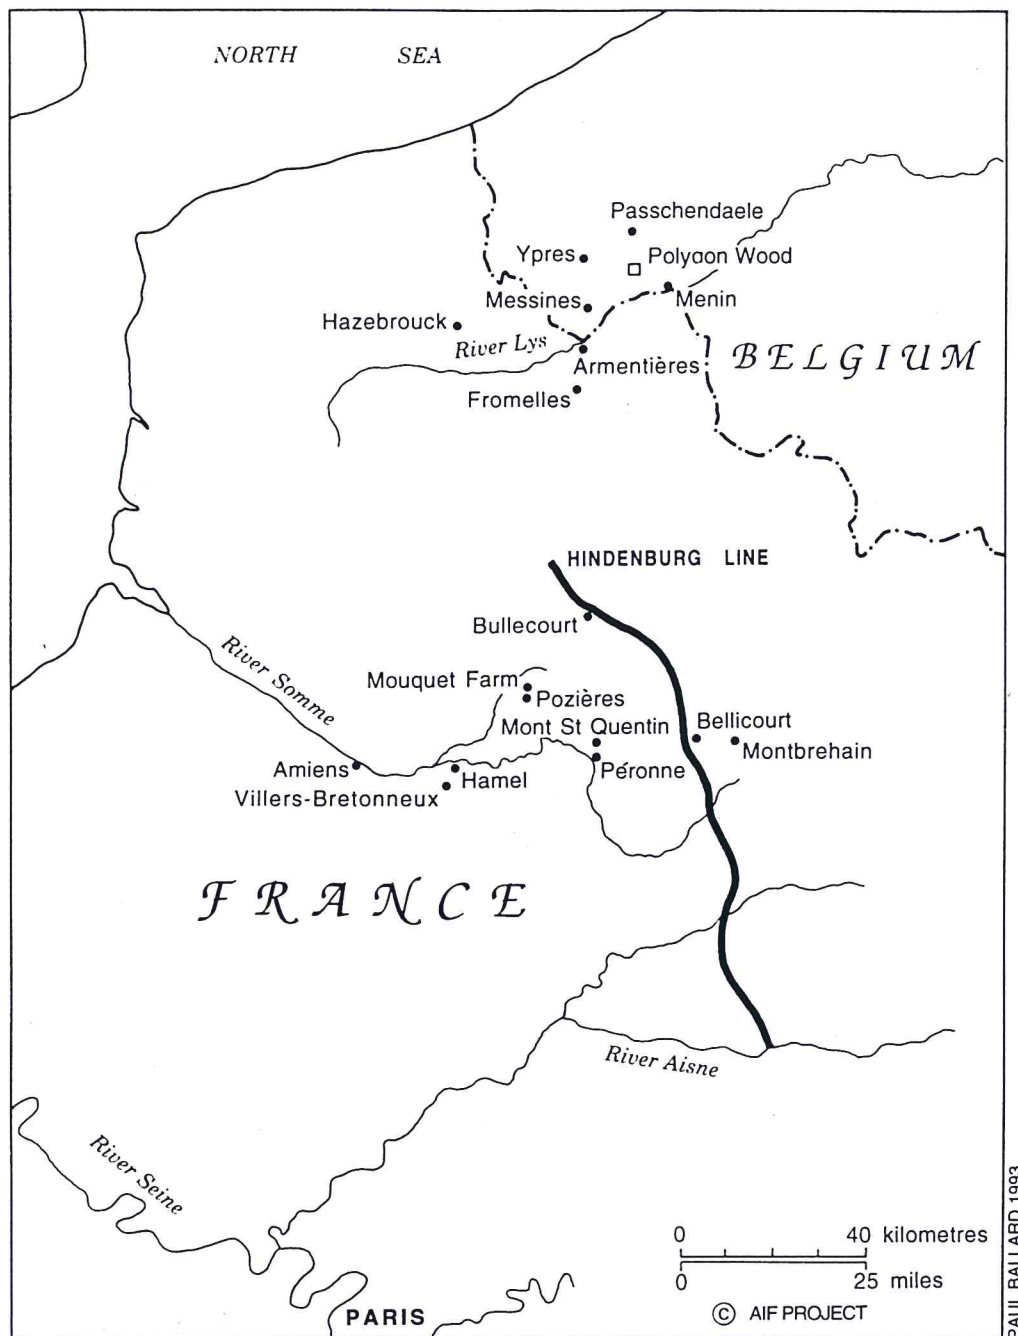 NORTH SEA
Passchendaele
Ypres
Polygon Wood
Messines
Menin
Hazebrouck
River Lys
BELGIUM
Armentières
Fromelles
HINDENBURG LINE
Bullecourt
River Somme
Mouquet Farm
Pozières
Mont St Quentin
Bellicourt
Montbrehain
Amiens
Hamel
Péronne
Villers-Bretonneux
FRANCE
River Aisne
River Seine
0 40 kilometres
0 25 miles
PARIS
© AIF PROJECT
PAUL BALLARD 1993